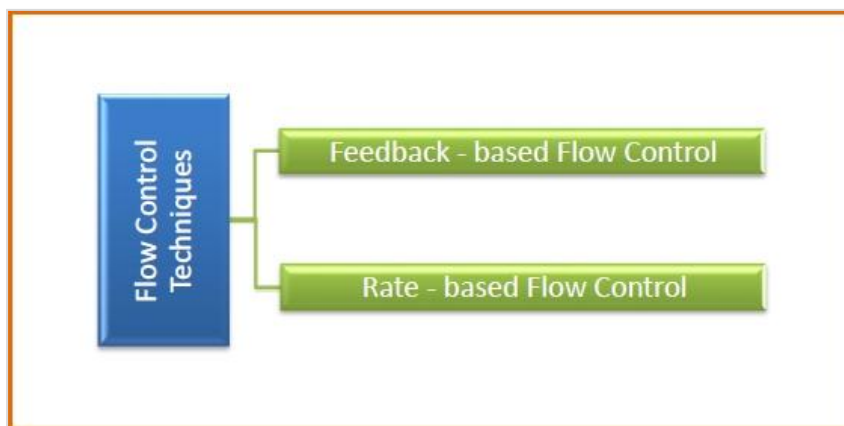 Flow Control
Techniques
Feedback - based Flow Control
Rate - based Flow Control